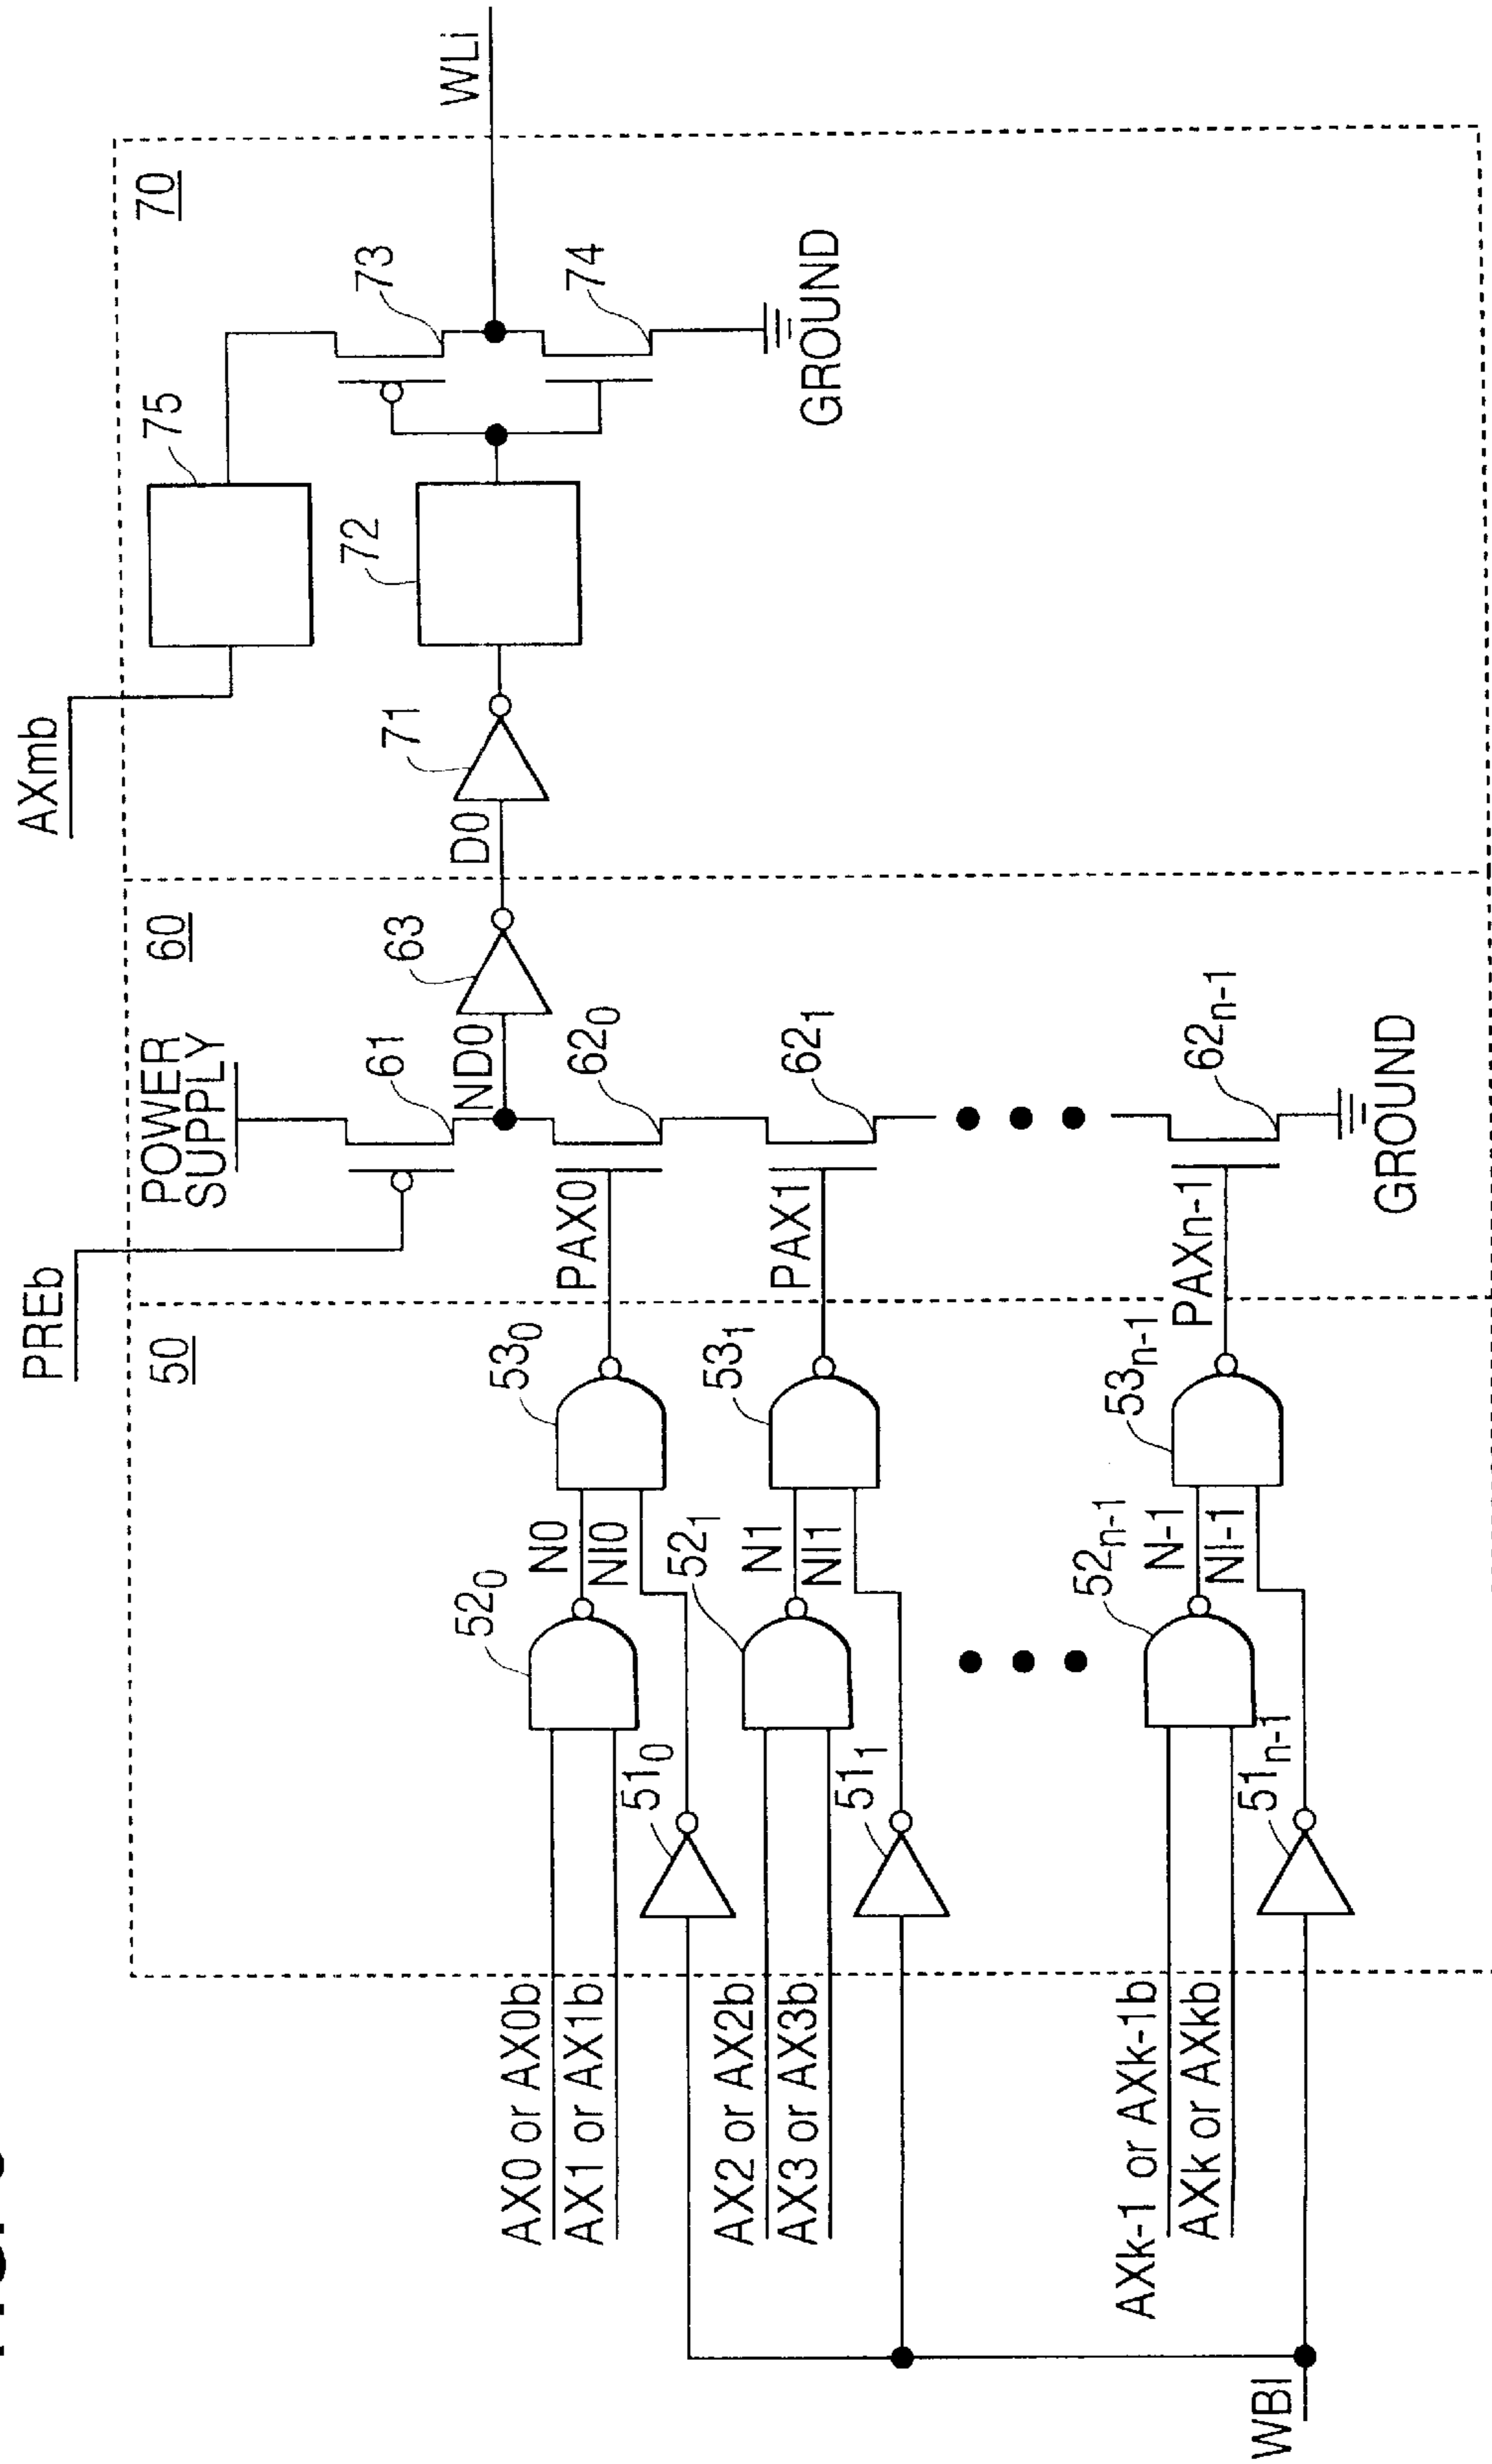 AXmb
PREb
50
POWER
SUPPLY
60
70
75
61
72
73
WLi
ND0
63
D0
71
74
GROUND
53₀
PAX0
62₀
52₀
N0
NI0
AX0 or AX0b
AX1 or AX1b
51₀
53₁
PAX1
62₁
52₁
N1
NI1
AX2 or AX2b
AX3 or AX3b
51₁
53ₙ₋₁
PAXn-1
62ₙ₋₁
52ₙ₋₁
N-1
NI-1
AXk-1 or AXk-1b
AXk or AXkb
51ₙ₋₁
GROUND
WBI